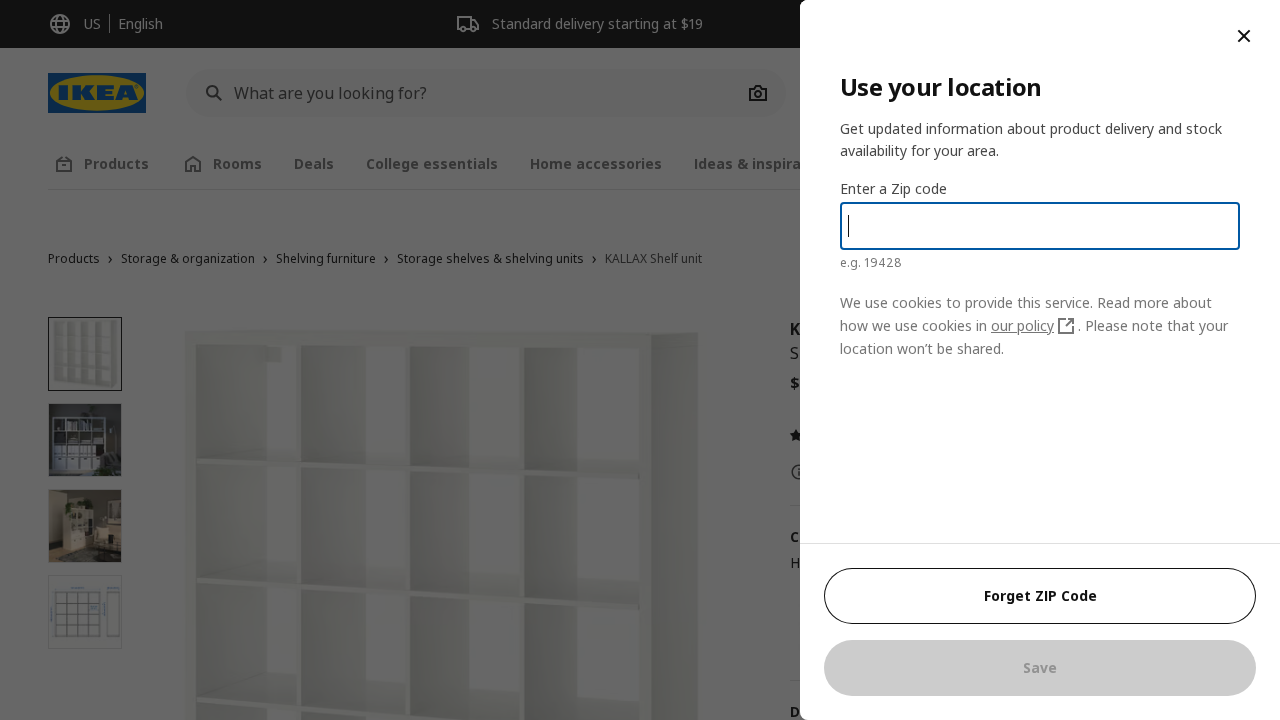 US English
Standard delivery starting at $19
IKEA
What are you looking for?
Products
Rooms
Deals
College essentials
Home accessories
Ideas & inspira
Products › Storage & organization › Shelving furniture › Storage shelves & shelving units › KALLAX Shelf unit
K
S
$
C
H
D
Use your location
Get updated information about product delivery and stock
availability for your area.
Enter a Zip code
e.g. 19428
We use cookies to provide this service. Read more about
how we use cookies in our policy . Please note that your
location won’t be shared.
Forget ZIP Code
Save